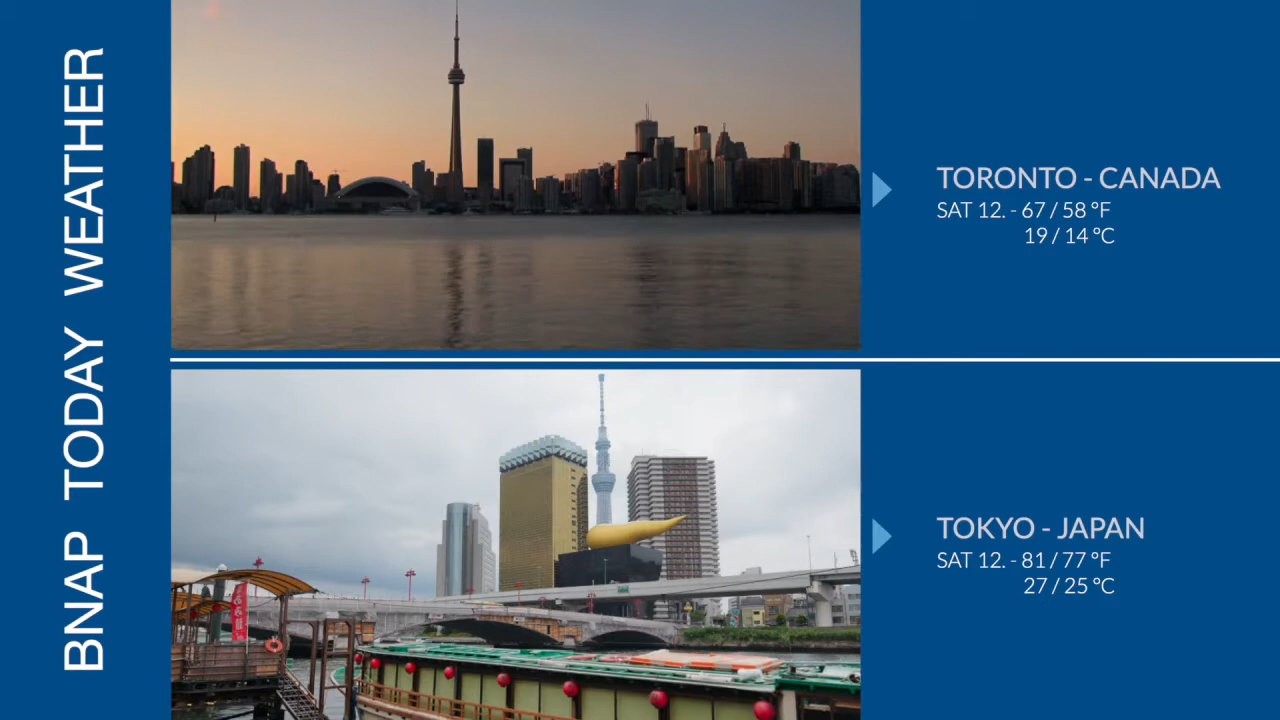 BNAP TODAY WEATHER
TORONTO - CANADA
SAT 12. - 67 / 58 °F
19 / 14 °C
TOKYO - JAPAN
SAT 12. - 81 / 77 °F
27 / 25 °C